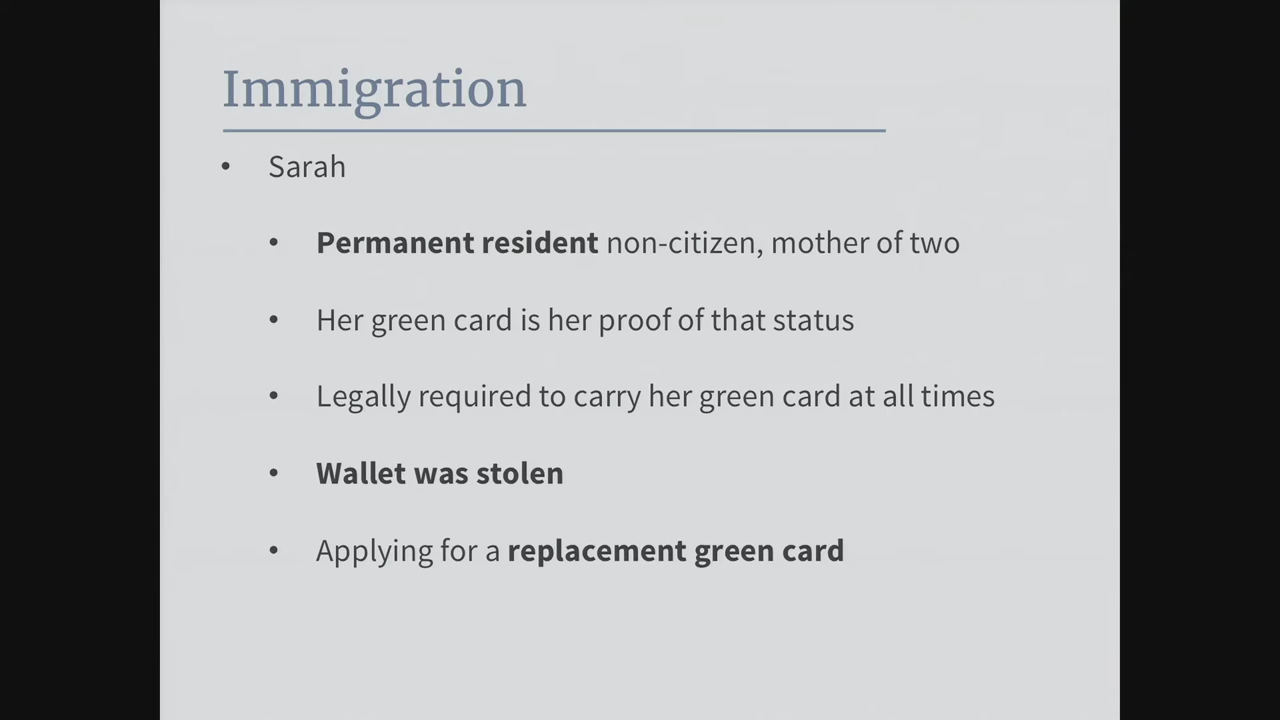 Immigration
• Sarah
• Permanent resident non-citizen, mother of two
• Her green card is her proof of that status
• Legally required to carry her green card at all times
• Wallet was stolen
• Applying for a replacement green card